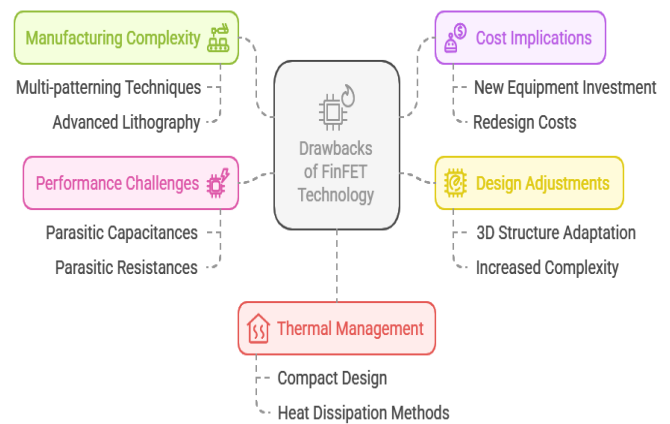 Manufacturing Complexity
Multi-patterning Techniques
Advanced Lithography
Performance Challenges
Parasitic Capacitances
Parasitic Resistances
Drawbacks
of FinFET
Technology
Cost Implications
New Equipment Investment
Redesign Costs
Design Adjustments
3D Structure Adaptation
Increased Complexity
Thermal Management
Compact Design
Heat Dissipation Methods